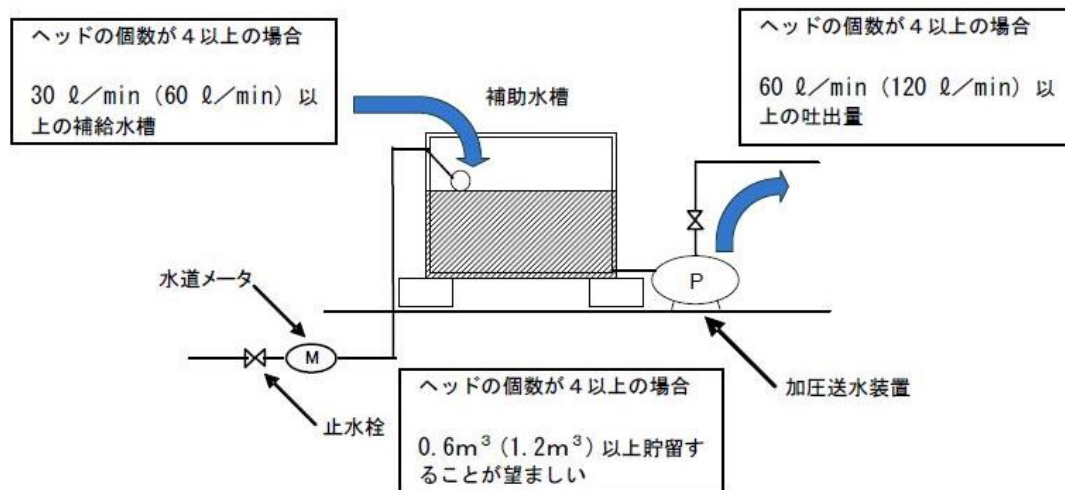 ヘッドの個数が４以上の場合
30 ℓ／min (60 ℓ／min) 以
上の補給水槽
補助水槽
ヘッドの個数が４以上の場合
60 ℓ／min (120 ℓ／min) 以
上の吐出量
水道メータ
P
M
止水栓
加圧送水装置
ヘッドの個数が４以上の場合
0.6ｍ³(1.2ｍ³) 以上貯留す
ることが望ましい